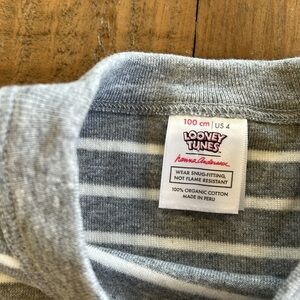 100 cm | US 4
LOONEY
TUNES
hanna andersson
WEAR SNUG-FITTING,
NOT FLAME RESISTANT
100% ORGANIC COTTON
MADE IN PERU